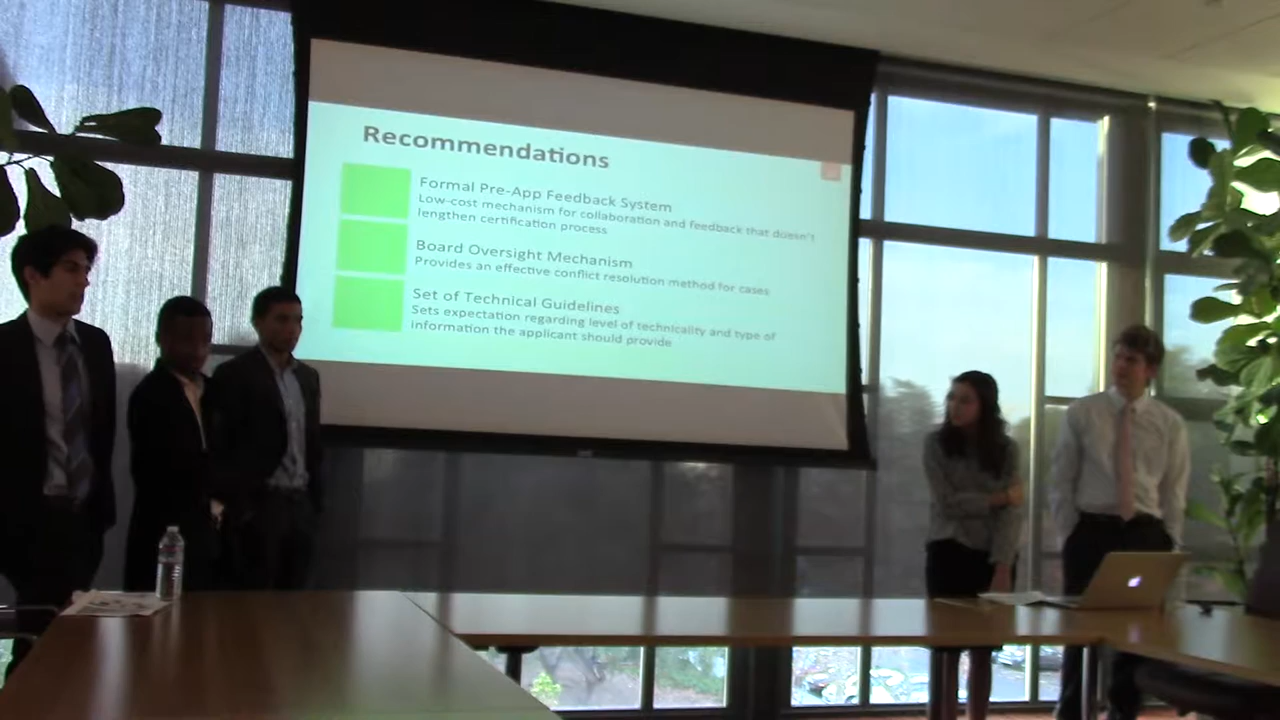 Recommendations
Formal Pre-App Feedback System
Low-cost mechanism for collaboration and feedback that doesn't
lengthen certification process
Board Oversight Mechanism
Provides an effective conflict resolution method for cases
Set of Technical Guidelines
Sets expectation regarding level of technicality and type of
information the applicant should provide